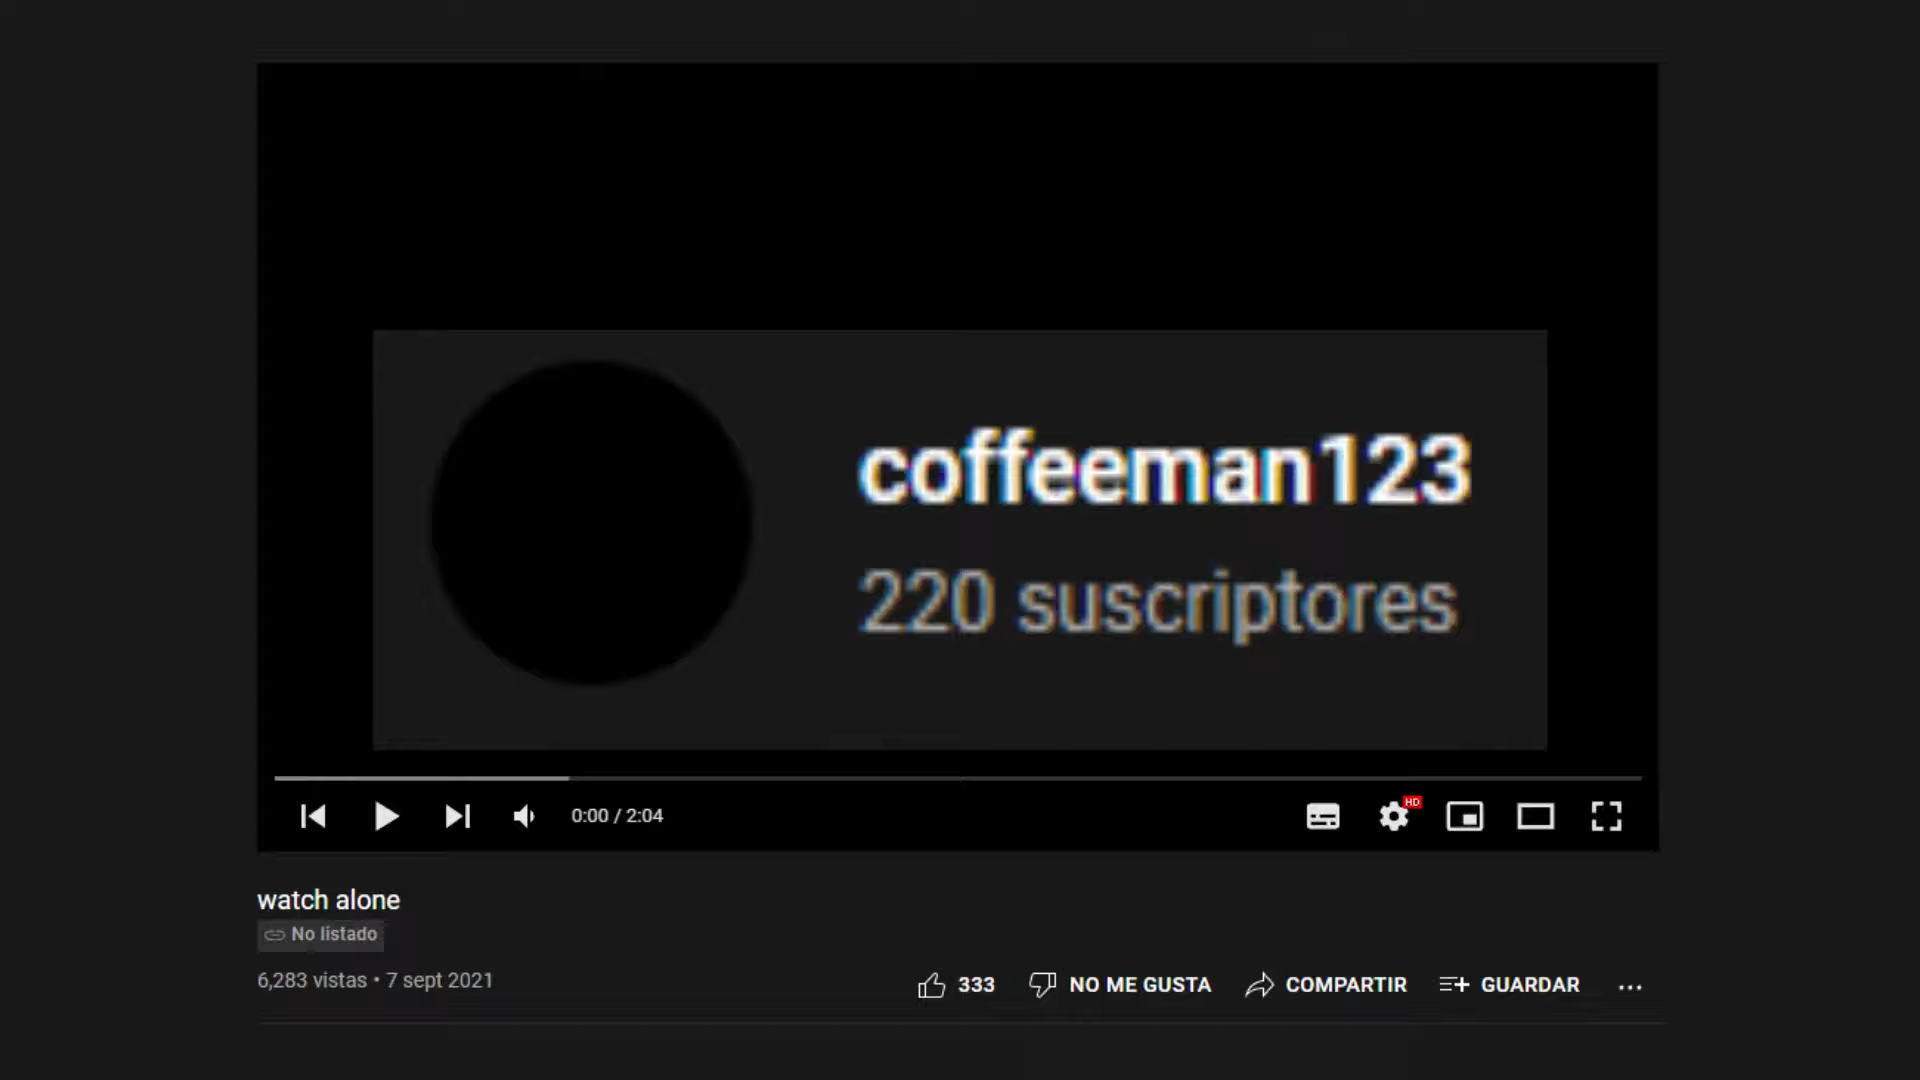 coffeeman123
220 suscriptores
0:00 / 2:04
HD
watch alone
No listado
6,283 vistas • 7 sept 2021
333 NO ME GUSTA COMPARTIR GUARDAR